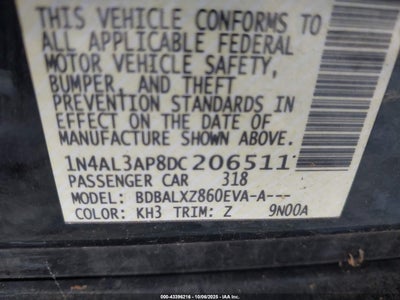 THIS VEHICLE CONFORMS TO
ALL APPLICABLE FEDERAL
MOTOR VEHICLE SAFETY,
BUMPER, AND THEFT
PREVENTION STANDARDS IN
EFFECT ON THE DATE OF
MANUFACTURE SHOWN ABOVE.
1N4AL3AP8DC206511
PASSENGER CAR 318
MODEL: BDBALXZ860EVA-A---
COLOR: KH3 TRIM: Z 9N00A
000-43396216 - 10/06/2025 - Copyright IAA, Inc.